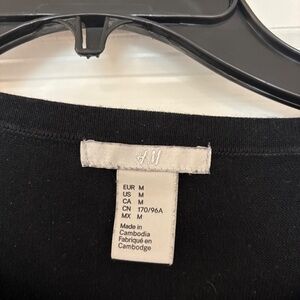 H&M
EUR M
US M
CA M
CN 170/96A
MX M
Made in
Cambodia
Fabriqué en
Cambodge